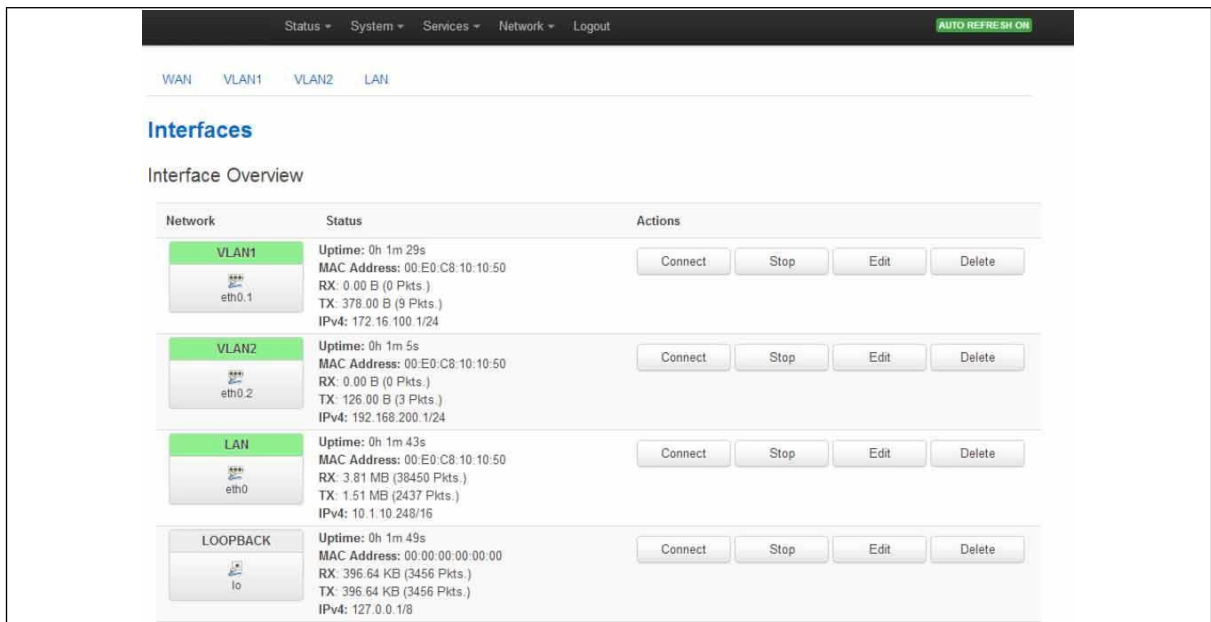 Status System Services Network Logout AUTO REFRESH ON
WAN VLAN1 VLAN2 LAN
Interfaces
Interface Overview
Network Status Actions
VLAN1
eth0.1
Uptime: 0h 1m 29s
MAC Address: 00:E0:C8:10:10:50
RX: 0.00 B (0 Pkts.)
TX: 378.00 B (9 Pkts.)
IPv4: 172.16.100.1/24
Connect Stop Edit Delete
VLAN2
eth0.2
Uptime: 0h 1m 5s
MAC Address: 00:E0:C8:10:10:50
RX: 0.00 B (0 Pkts.)
TX: 126.00 B (3 Pkts.)
IPv4: 192.168.200.1/24
Connect Stop Edit Delete
LAN
eth0
Uptime: 0h 1m 43s
MAC Address: 00:E0:C8:10:10:50
RX: 3.81 MB (38450 Pkts.)
TX: 1.51 MB (2437 Pkts.)
IPv4: 10.1.10.248/16
Connect Stop Edit Delete
LOOPBACK
lo
Uptime: 0h 1m 49s
MAC Address: 00:00:00:00:00:00
RX: 396.64 KB (3456 Pkts.)
TX: 396.64 KB (3456 Pkts.)
IPv4: 127.0.0.1/8
Connect Stop Edit Delete